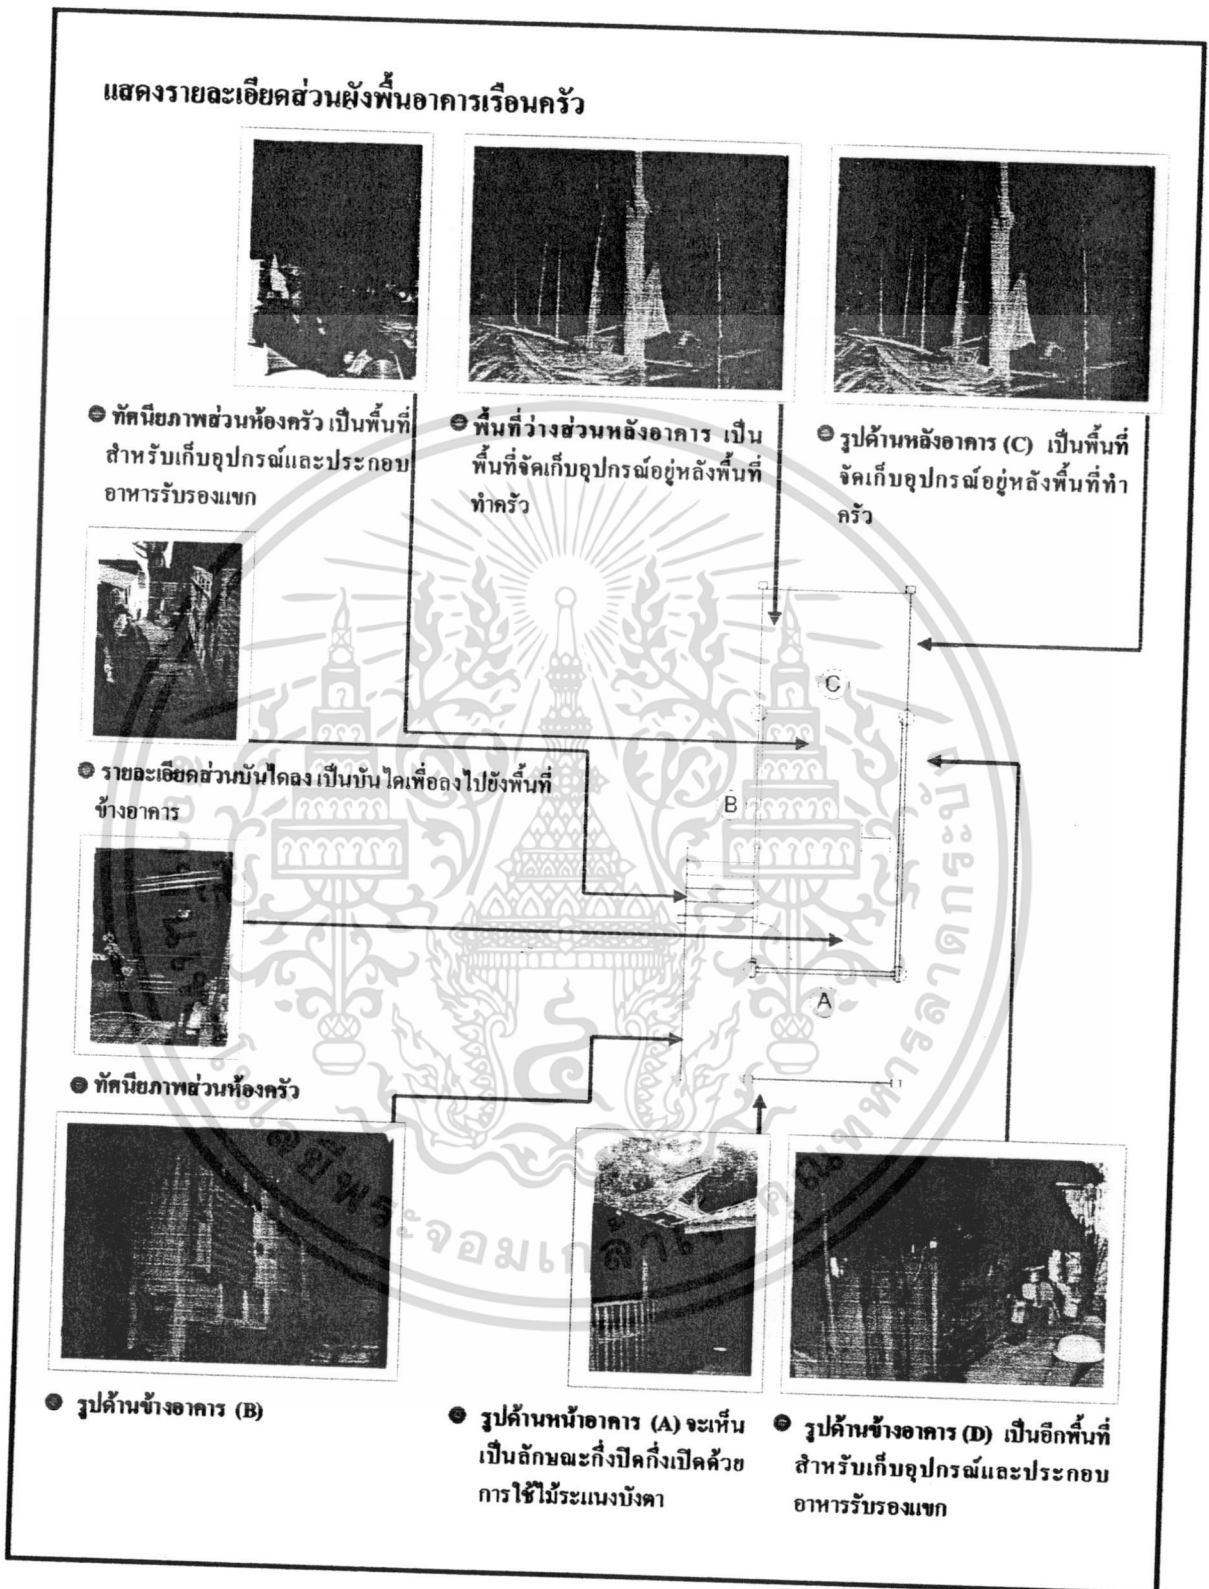 แสดงรายละเอียดส่วนผังพื้นอาคารเรือนครัว
ทัศนียภาพส่วนห้องครัว เป็นพื้นที่
สำหรับเก็บอุปกรณ์และประกอบ
อาหารรับรองแขก
พื้นที่ว่างส่วนหลังอาคาร เป็น
พื้นที่จัดเก็บอุปกรณ์อยู่หลังพื้นที่
ทำครัว
รูปด้านหลังอาคาร (C) เป็นพื้นที่
จัดเก็บอุปกรณ์อยู่หลังพื้นที่ทำ
ครัว
C
รายละเอียดส่วนบันไดลง เป็นบันไดเพื่อลงไปยังพื้นที่
ข้างอาคาร
B
A
ทัศนียภาพส่วนห้องครัว
รูปด้านข้างอาคาร (B)
รูปด้านหน้าอาคาร (A) จะเห็น
เป็นลักษณะกึ่งปิดกึ่งเปิดด้วย
การใช้ไม้ระแนงบังตา
รูปด้านข้างอาคาร (D) เป็นอีกพื้นที่
สำหรับเก็บอุปกรณ์และประกอบ
อาหารรับรองแขก